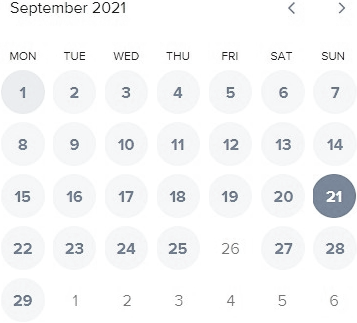 September 2021
MON TUE WED THU FRI SAT SUN
1 2 3 4 5 6 7
8 9 10 11 12 13 14
15 16 17 18 19 20 21
22 23 24 25 26 27 28
29 1 2 3 4 5 6